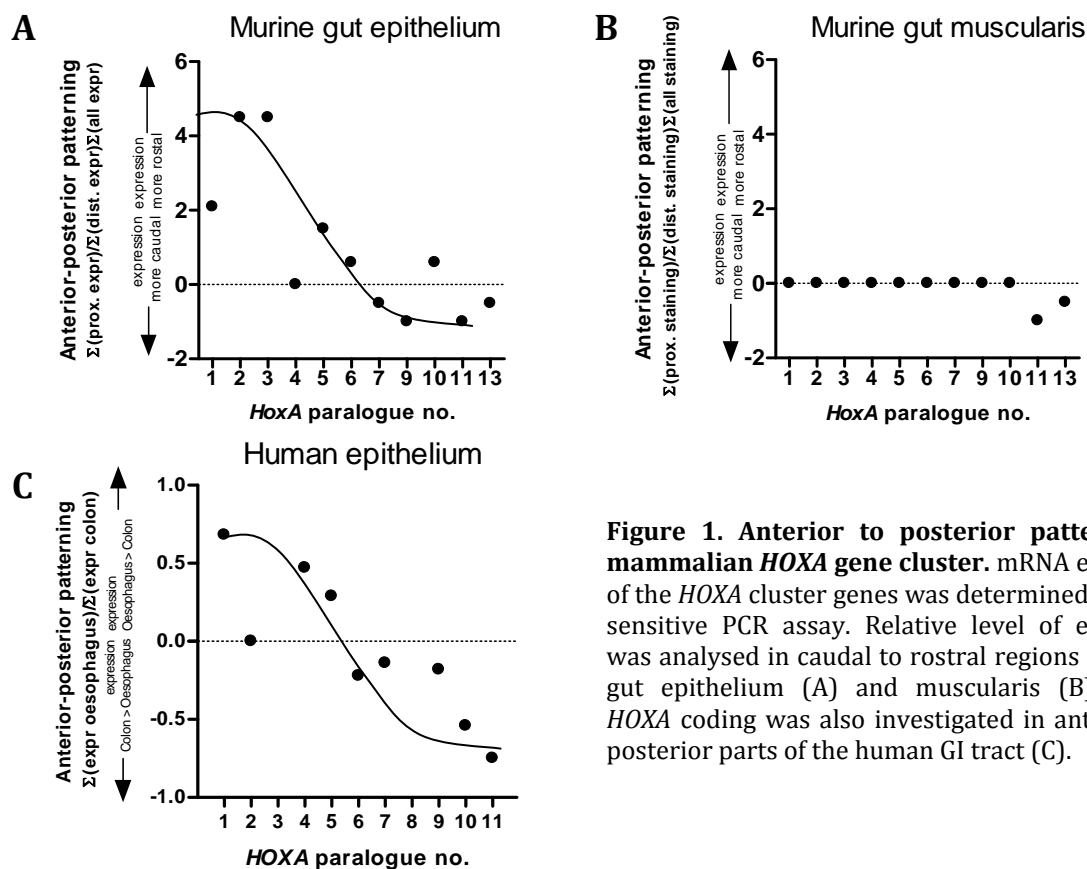 A
Murine gut epithelium
Anterior-posterior patterning
Σ(prox. expr)/Σ(dist. expr)Σ(all expr)
expression expression
more caudal more rostal
6
4
2
0
-2
1 2 3 4 5 6 7 9 10 11 13
HoxA paralogue no.
B
Murine gut muscularis
Anterior-posterior patterning
Σ(prox. staining)/Σ(dist. staining)Σ(all staining)
expression expression
more caudal more rostal
6
4
2
0
-2
1 2 3 4 5 6 7 9 10 11 13
HoxA paralogue no.
C
Human epithelium
Anterior-posterior patterning
Σ(expr oesophagus)/Σ(expr colon)
expression expression
Colon > Oesophagus Oesophagus > Colon
1.0
0.5
0.0
-0.5
-1.0
1 2 3 4 5 6 7 8 9 10 11
HOXA paralogue no.
Figure 1. Anterior to posterior patte
mammalian HOXA gene cluster. mRNA e
of the HOXA cluster genes was determined
sensitive PCR assay. Relative level of e
was analysed in caudal to rostral regions
gut epithelium (A) and muscularis (B)
HOXA coding was also investigated in ant
posterior parts of the human GI tract (C).